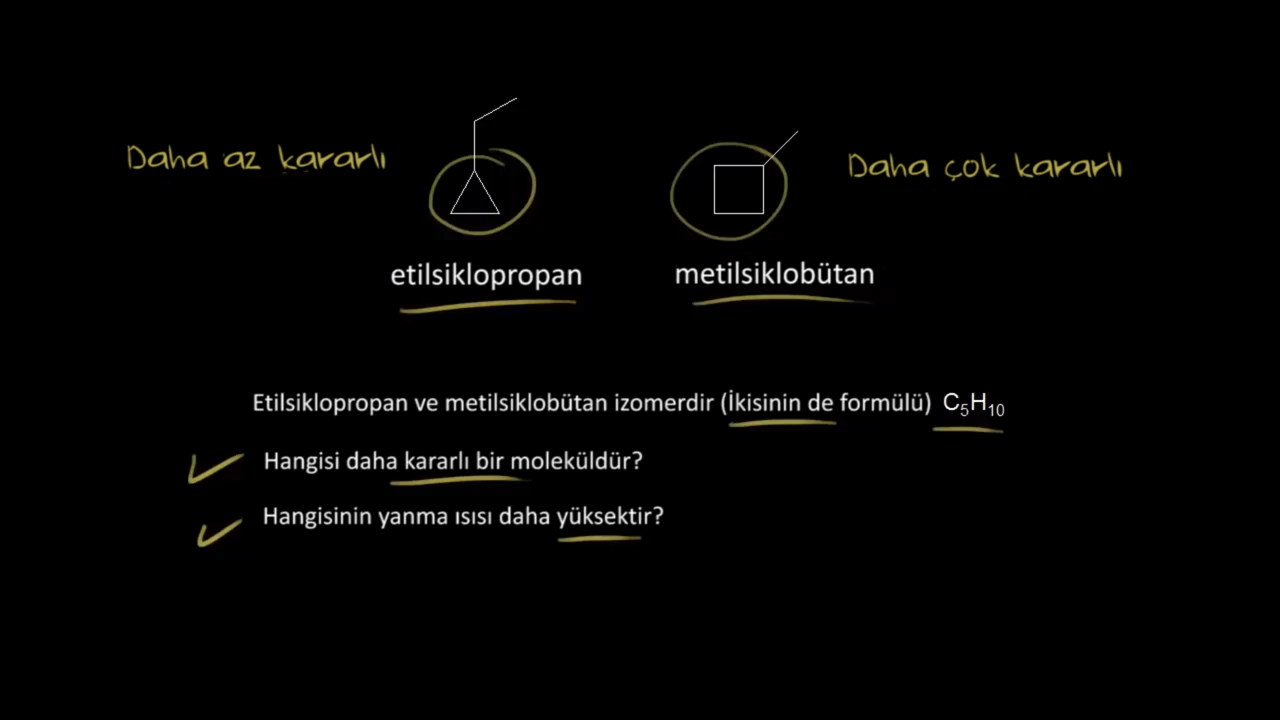 Daha az kararlı
Daha çok kararlı
etilsiklopropan
metilsiklobütan
Etilsiklopropan ve metilsiklobütan izomerdir (İkisinin de formülü) C₅H₁₀
Hangisi daha kararlı bir moleküldür?
Hangisinin yanma ısısı daha yüksektir?